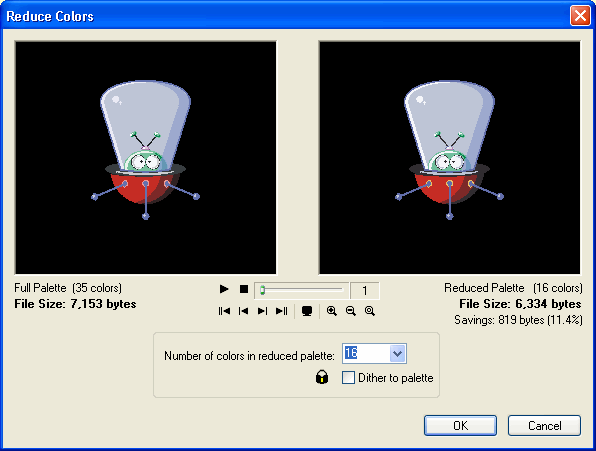 Reduce Colors
Full Palette (35 colors)
File Size: 7,153 bytes
1
Reduced Palette (16 colors)
File Size: 6,334 bytes
Savings: 819 bytes (11.4%)
Number of colors in reduced palette: 16
Dither to palette
OK Cancel